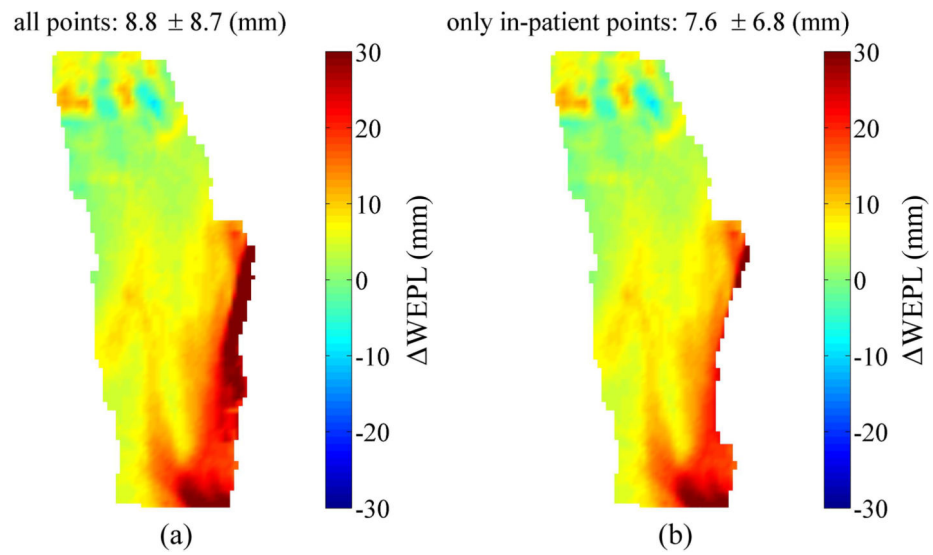 all points: 8.8 ± 8.7 (mm)
only in-patient points: 7.6 ± 6.8 (mm)
30
20
10
0
-10
-20
-30
ΔWEPL (mm)
30
20
10
0
-10
-20
-30
ΔWEPL (mm)
(a)
(b)